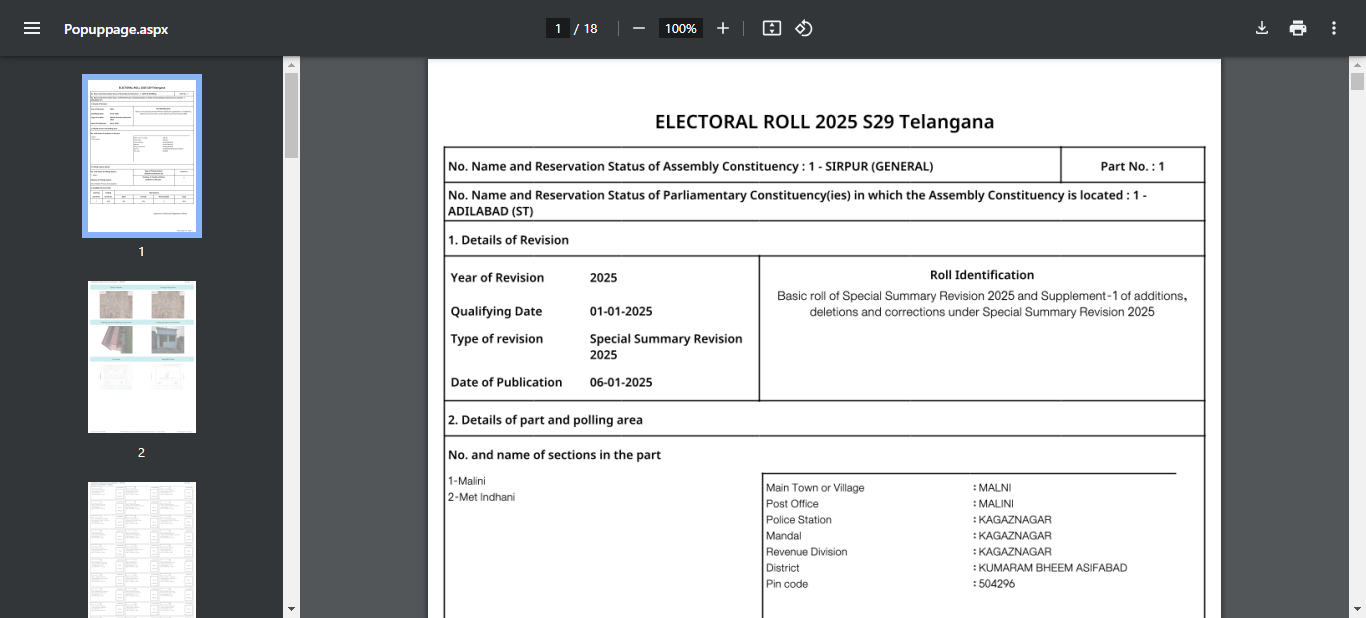 Popuppage.aspx
1 / 18
100%
1
2
ELECTORAL ROLL 2025 S29 Telangana
No. Name and Reservation Status of Assembly Constituency : 1 - SIRPUR (GENERAL)
Part No. : 1
No. Name and Reservation Status of Parliamentary Constituency(ies) in which the Assembly Constituency is located : 1 -
ADILABAD (ST)
1. Details of Revision
Year of Revision 2025
Qualifying Date 01-01-2025
Type of revision Special Summary Revision
2025
Date of Publication 06-01-2025
Roll Identification
Basic roll of Special Summary Revision 2025 and Supplement-1 of additions,
deletions and corrections under Special Summary Revision 2025
2. Details of part and polling area
No. and name of sections in the part
1-Malini
2-Met Indhani
Main Town or Village : MALNI
Post Office : MALINI
Police Station : KAGAZNAGAR
Mandal : KAGAZNAGAR
Revenue Division : KAGAZNAGAR
District : KUMARAM BHEEM ASIFABAD
Pin code : 504296